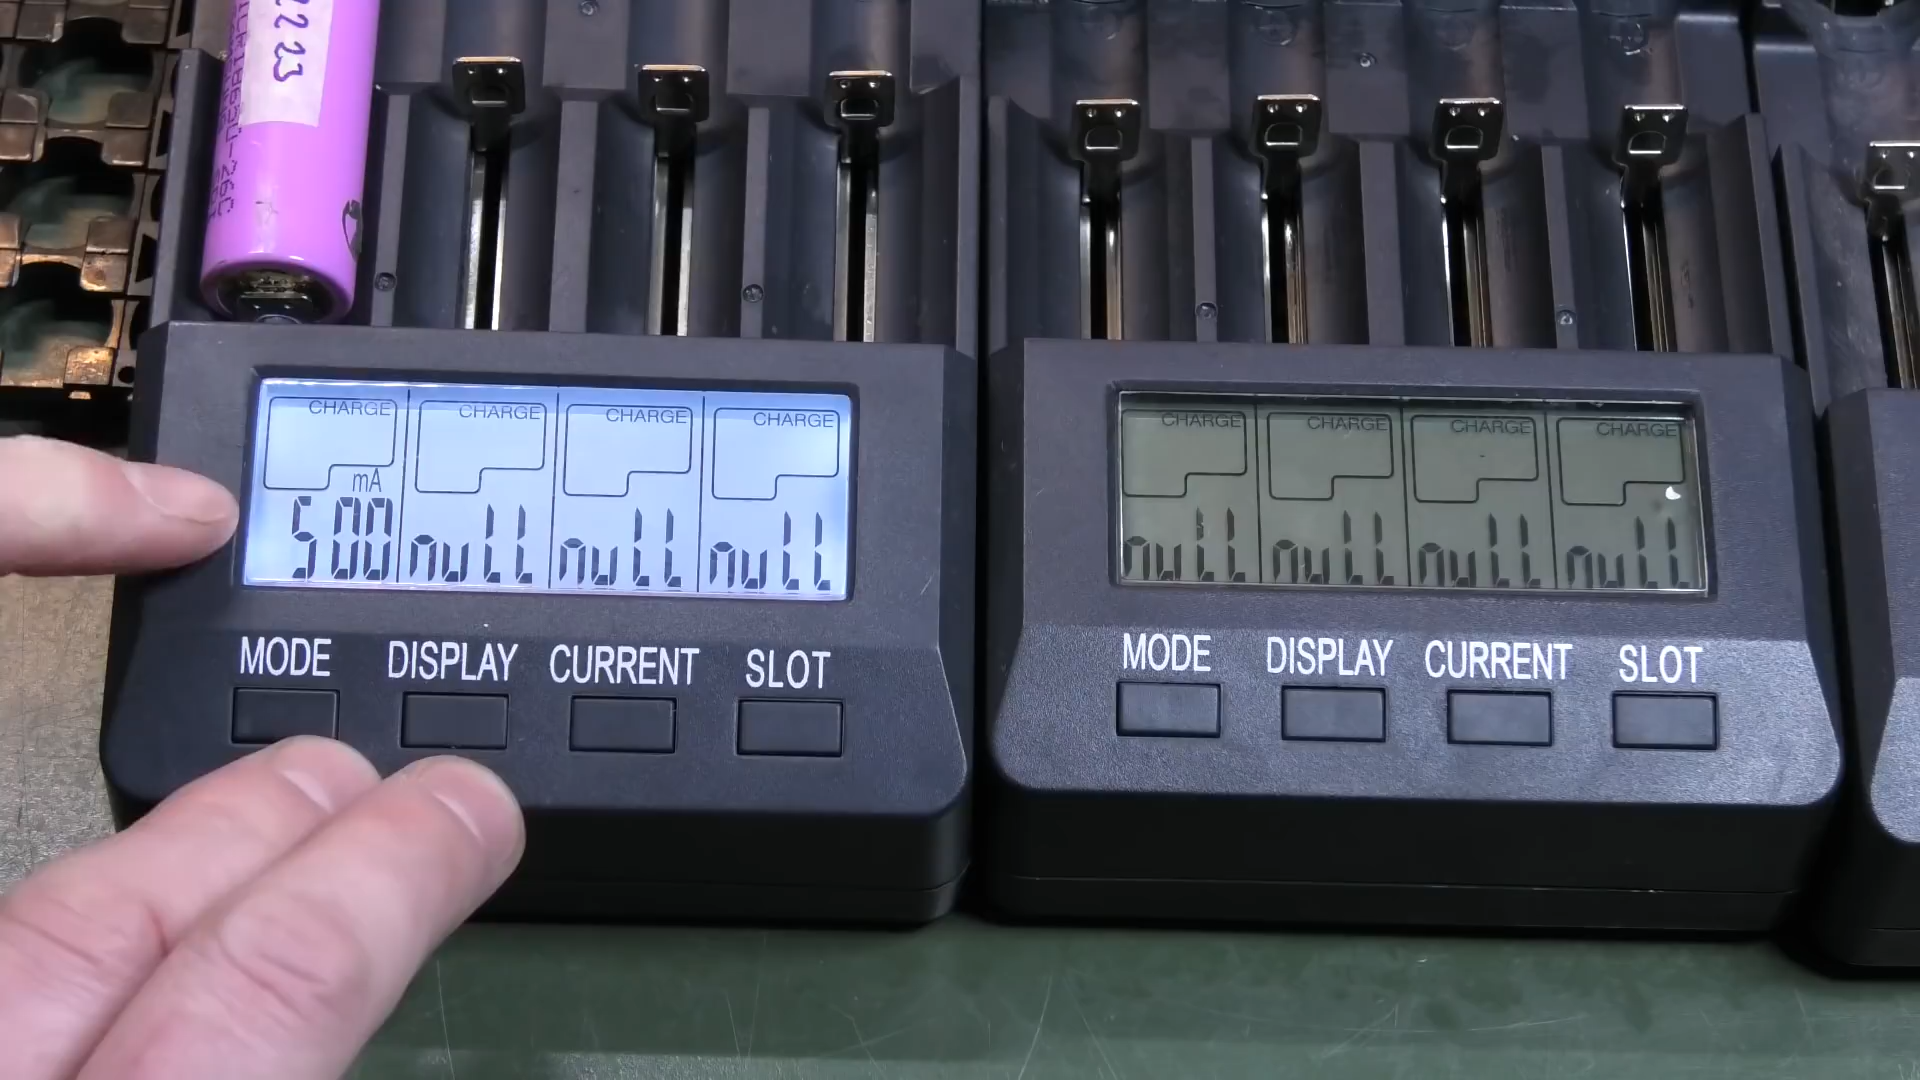 2223
CHARGE CHARGE CHARGE CHARGE
mA
500 null null null
MODE DISPLAY CURRENT SLOT
CHARGE CHARGE CHARGE CHARGE
null null null null
MODE DISPLAY CURRENT SLOT